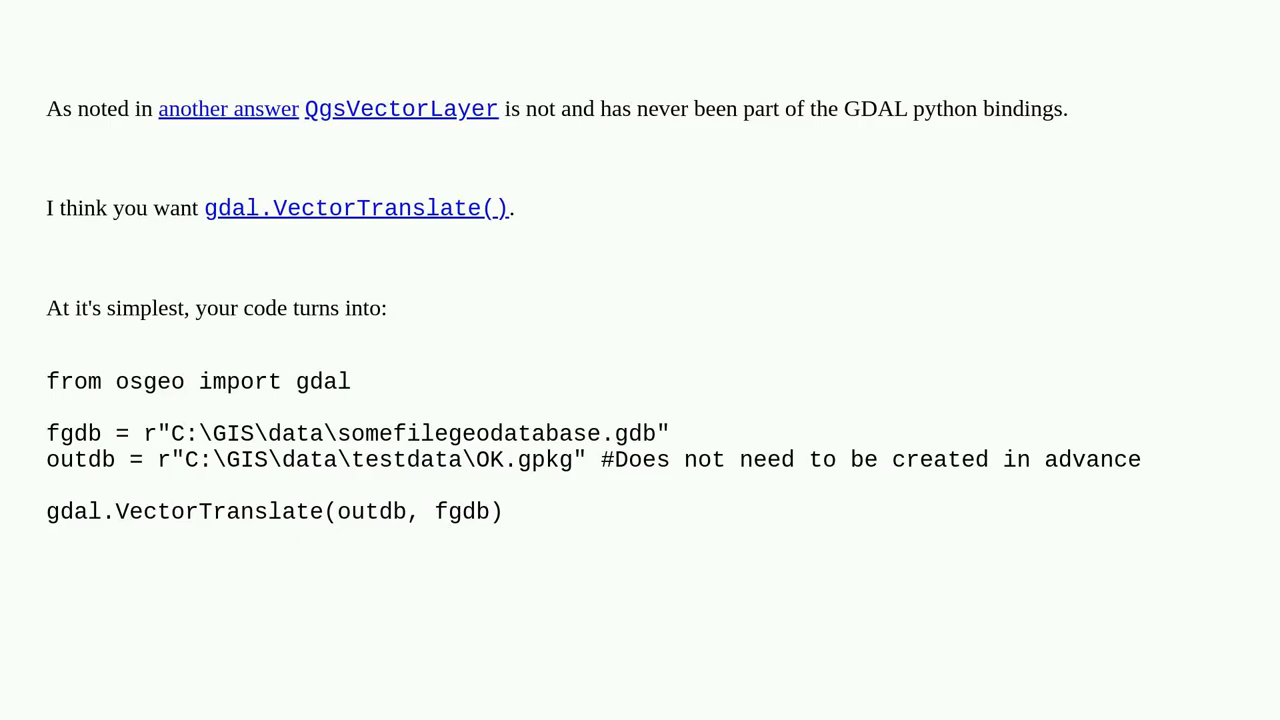 As noted in another answer QgsVectorLayer is not and has never been part of the GDAL python bindings.
I think you want gdal.VectorTranslate().
At it's simplest, your code turns into:
from osgeo import gdal
fgdb = r"C:\GIS\data\somefilegeodatabase.gdb"
outdb = r"C:\GIS\data\testdata\OK.gpkg" #Does not need to be created in advance
gdal.VectorTranslate(outdb, fgdb)